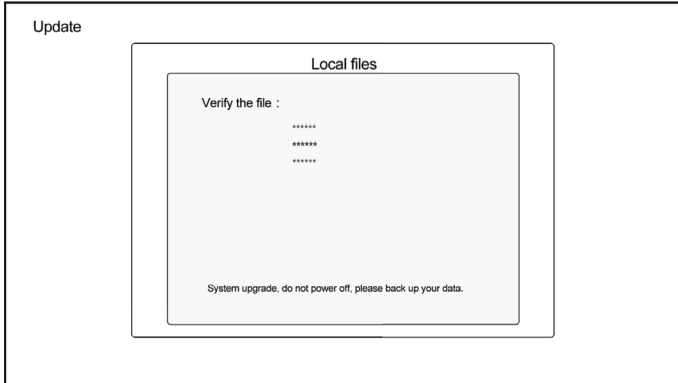 Update
Local files
Verify the file：
******
******
******
System upgrade, do not power off, please back up your data.